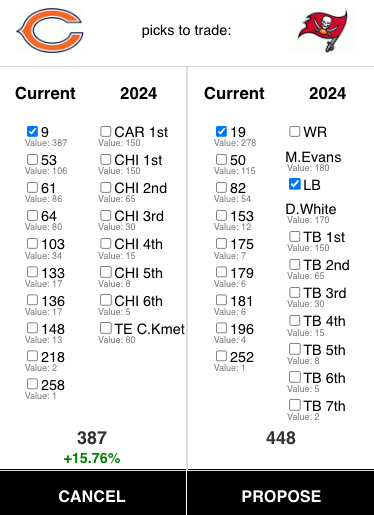 picks to trade:
Current 2024 Current 2024
9
Value: 387
53
Value: 106
61
Value: 86
64
Value: 80
103
Value: 34
133
Value: 17
136
Value: 17
148
Value: 13
218
Value: 2
258
Value: 1
CAR 1st
Value: 150
CHI 1st
Value: 150
CHI 2nd
Value: 65
CHI 3rd
Value: 30
CHI 4th
Value: 15
CHI 5th
Value: 8
CHI 6th
Value: 5
TE C.Kmet
Value: 80
19
Value: 278
50
Value: 115
82
Value: 54
153
Value: 12
175
Value: 7
179
Value: 6
181
Value: 6
196
Value: 4
252
Value: 1
WR
M.Evans
Value: 180
LB
D.White
Value: 170
TB 1st
Value: 150
TB 2nd
Value: 65
TB 3rd
Value: 30
TB 4th
Value: 15
TB 5th
Value: 8
TB 6th
Value: 5
TB 7th
Value: 2
387 448
+15.76%
CANCEL PROPOSE